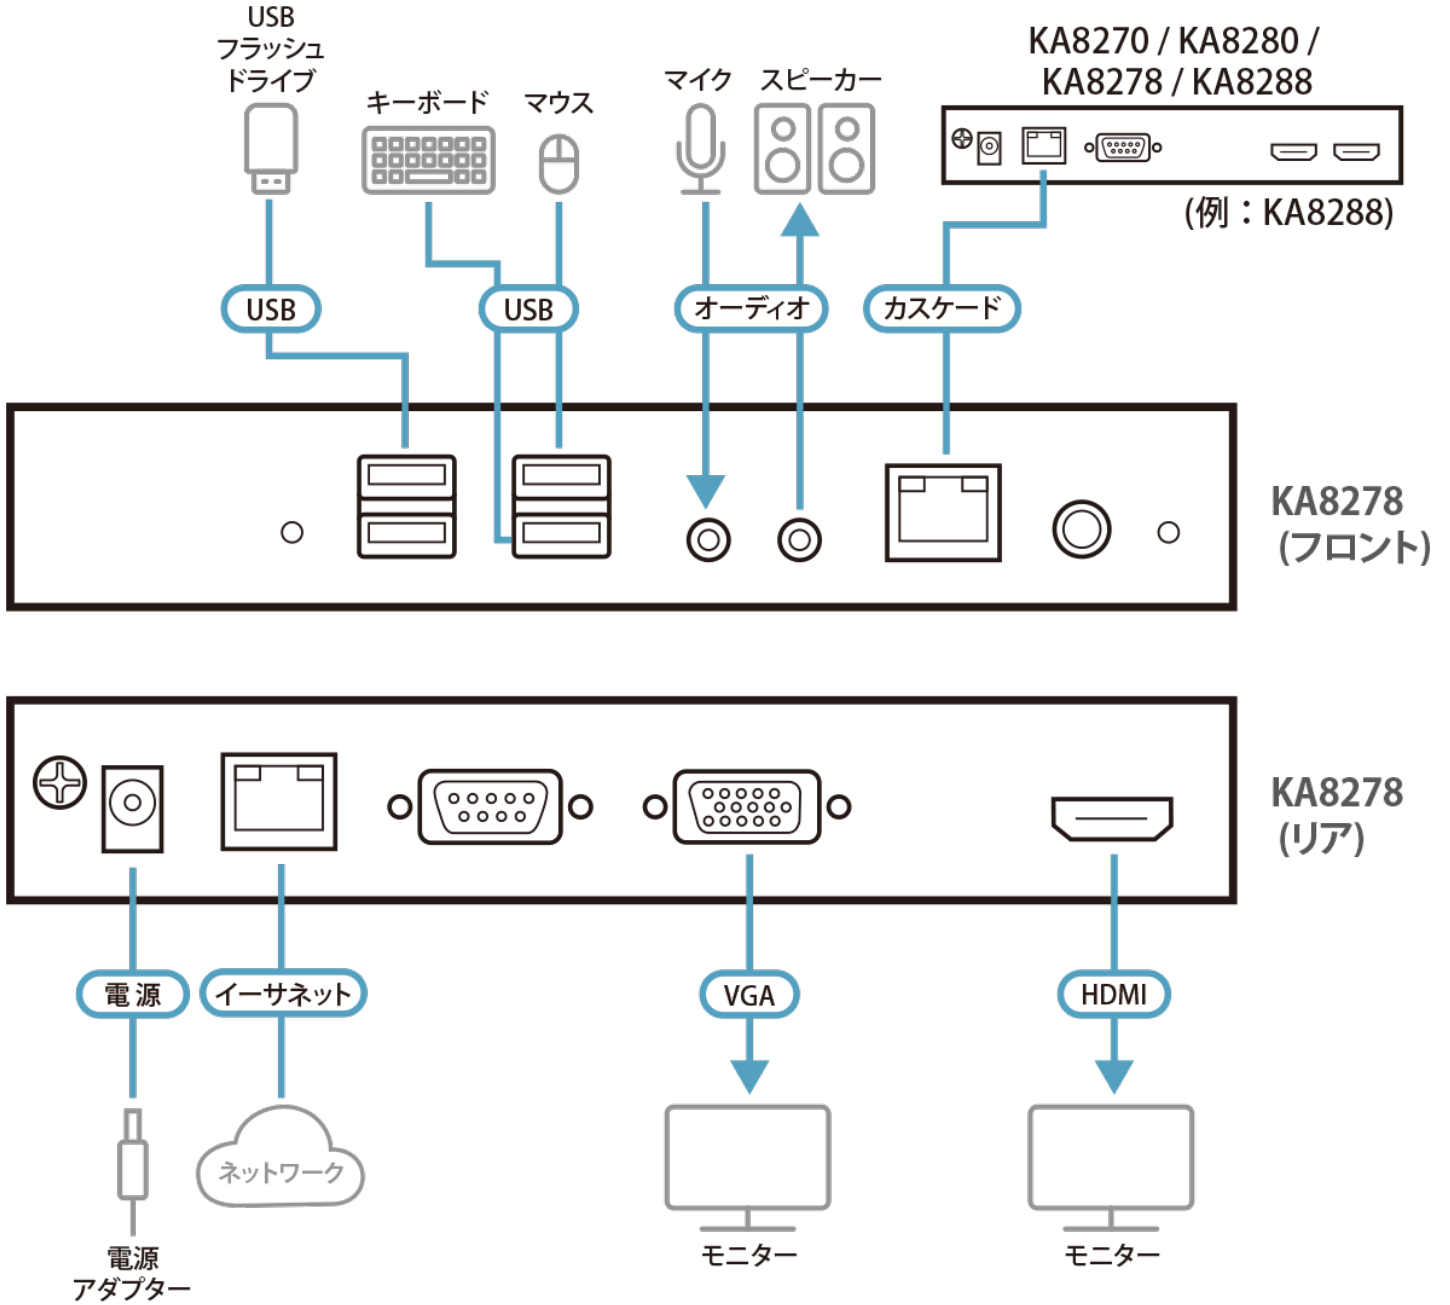 USB
フラッシュ
ドライブ
キーボード
マウス
マイク
スピーカー
KA8270 / KA8280 /
KA8278 / KA8288
(例：KA8288)
USB
USB
オーディオ
カスケード
KA8278
(フロント)
KA8278
(リア)
電源
イーサネット
VGA
HDMI
ネットワーク
電源
アダプター
モニター
モニター